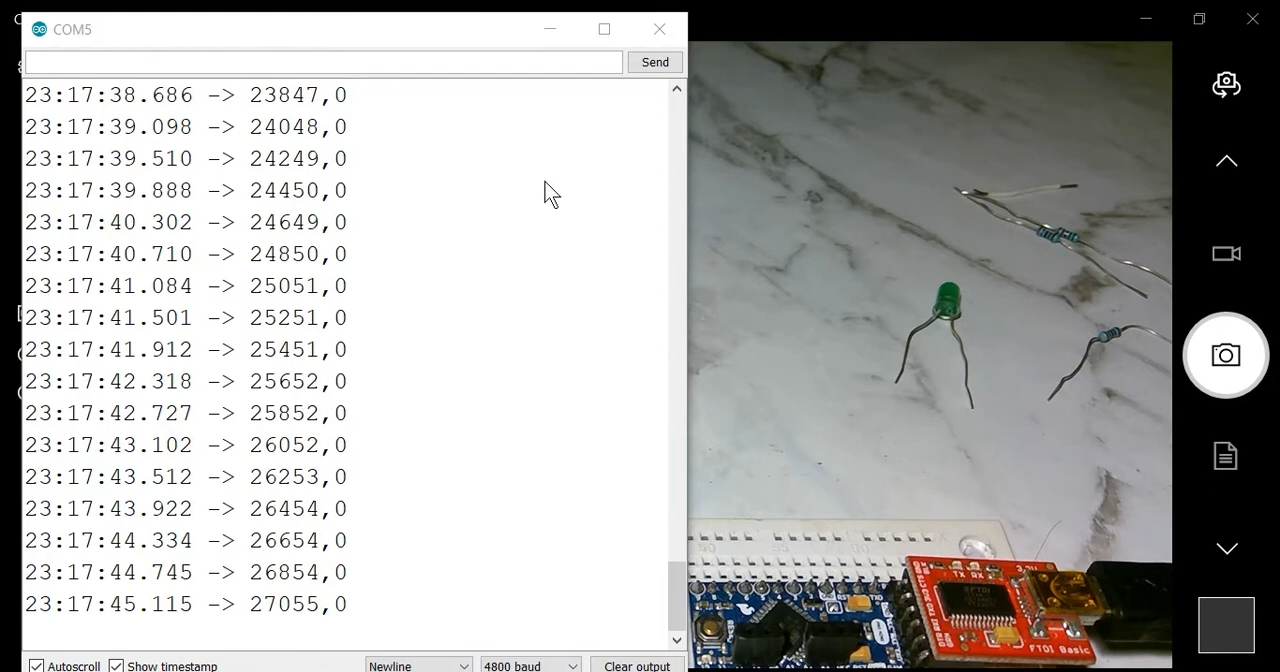 COM5
Send
23:17:38.686 -> 23847,0
23:17:39.098 -> 24048,0
23:17:39.510 -> 24249,0
23:17:39.888 -> 24450,0
23:17:40.302 -> 24649,0
23:17:40.710 -> 24850,0
23:17:41.084 -> 25051,0
23:17:41.501 -> 25251,0
23:17:41.912 -> 25451,0
23:17:42.318 -> 25652,0
23:17:42.727 -> 25852,0
23:17:43.102 -> 26052,0
23:17:43.512 -> 26253,0
23:17:43.922 -> 26454,0
23:17:44.334 -> 26654,0
23:17:44.745 -> 26854,0
23:17:45.115 -> 27055,0
Autoscroll Show timestamp Newline 4800 baud Clear output
TX RX
FTDI Basic